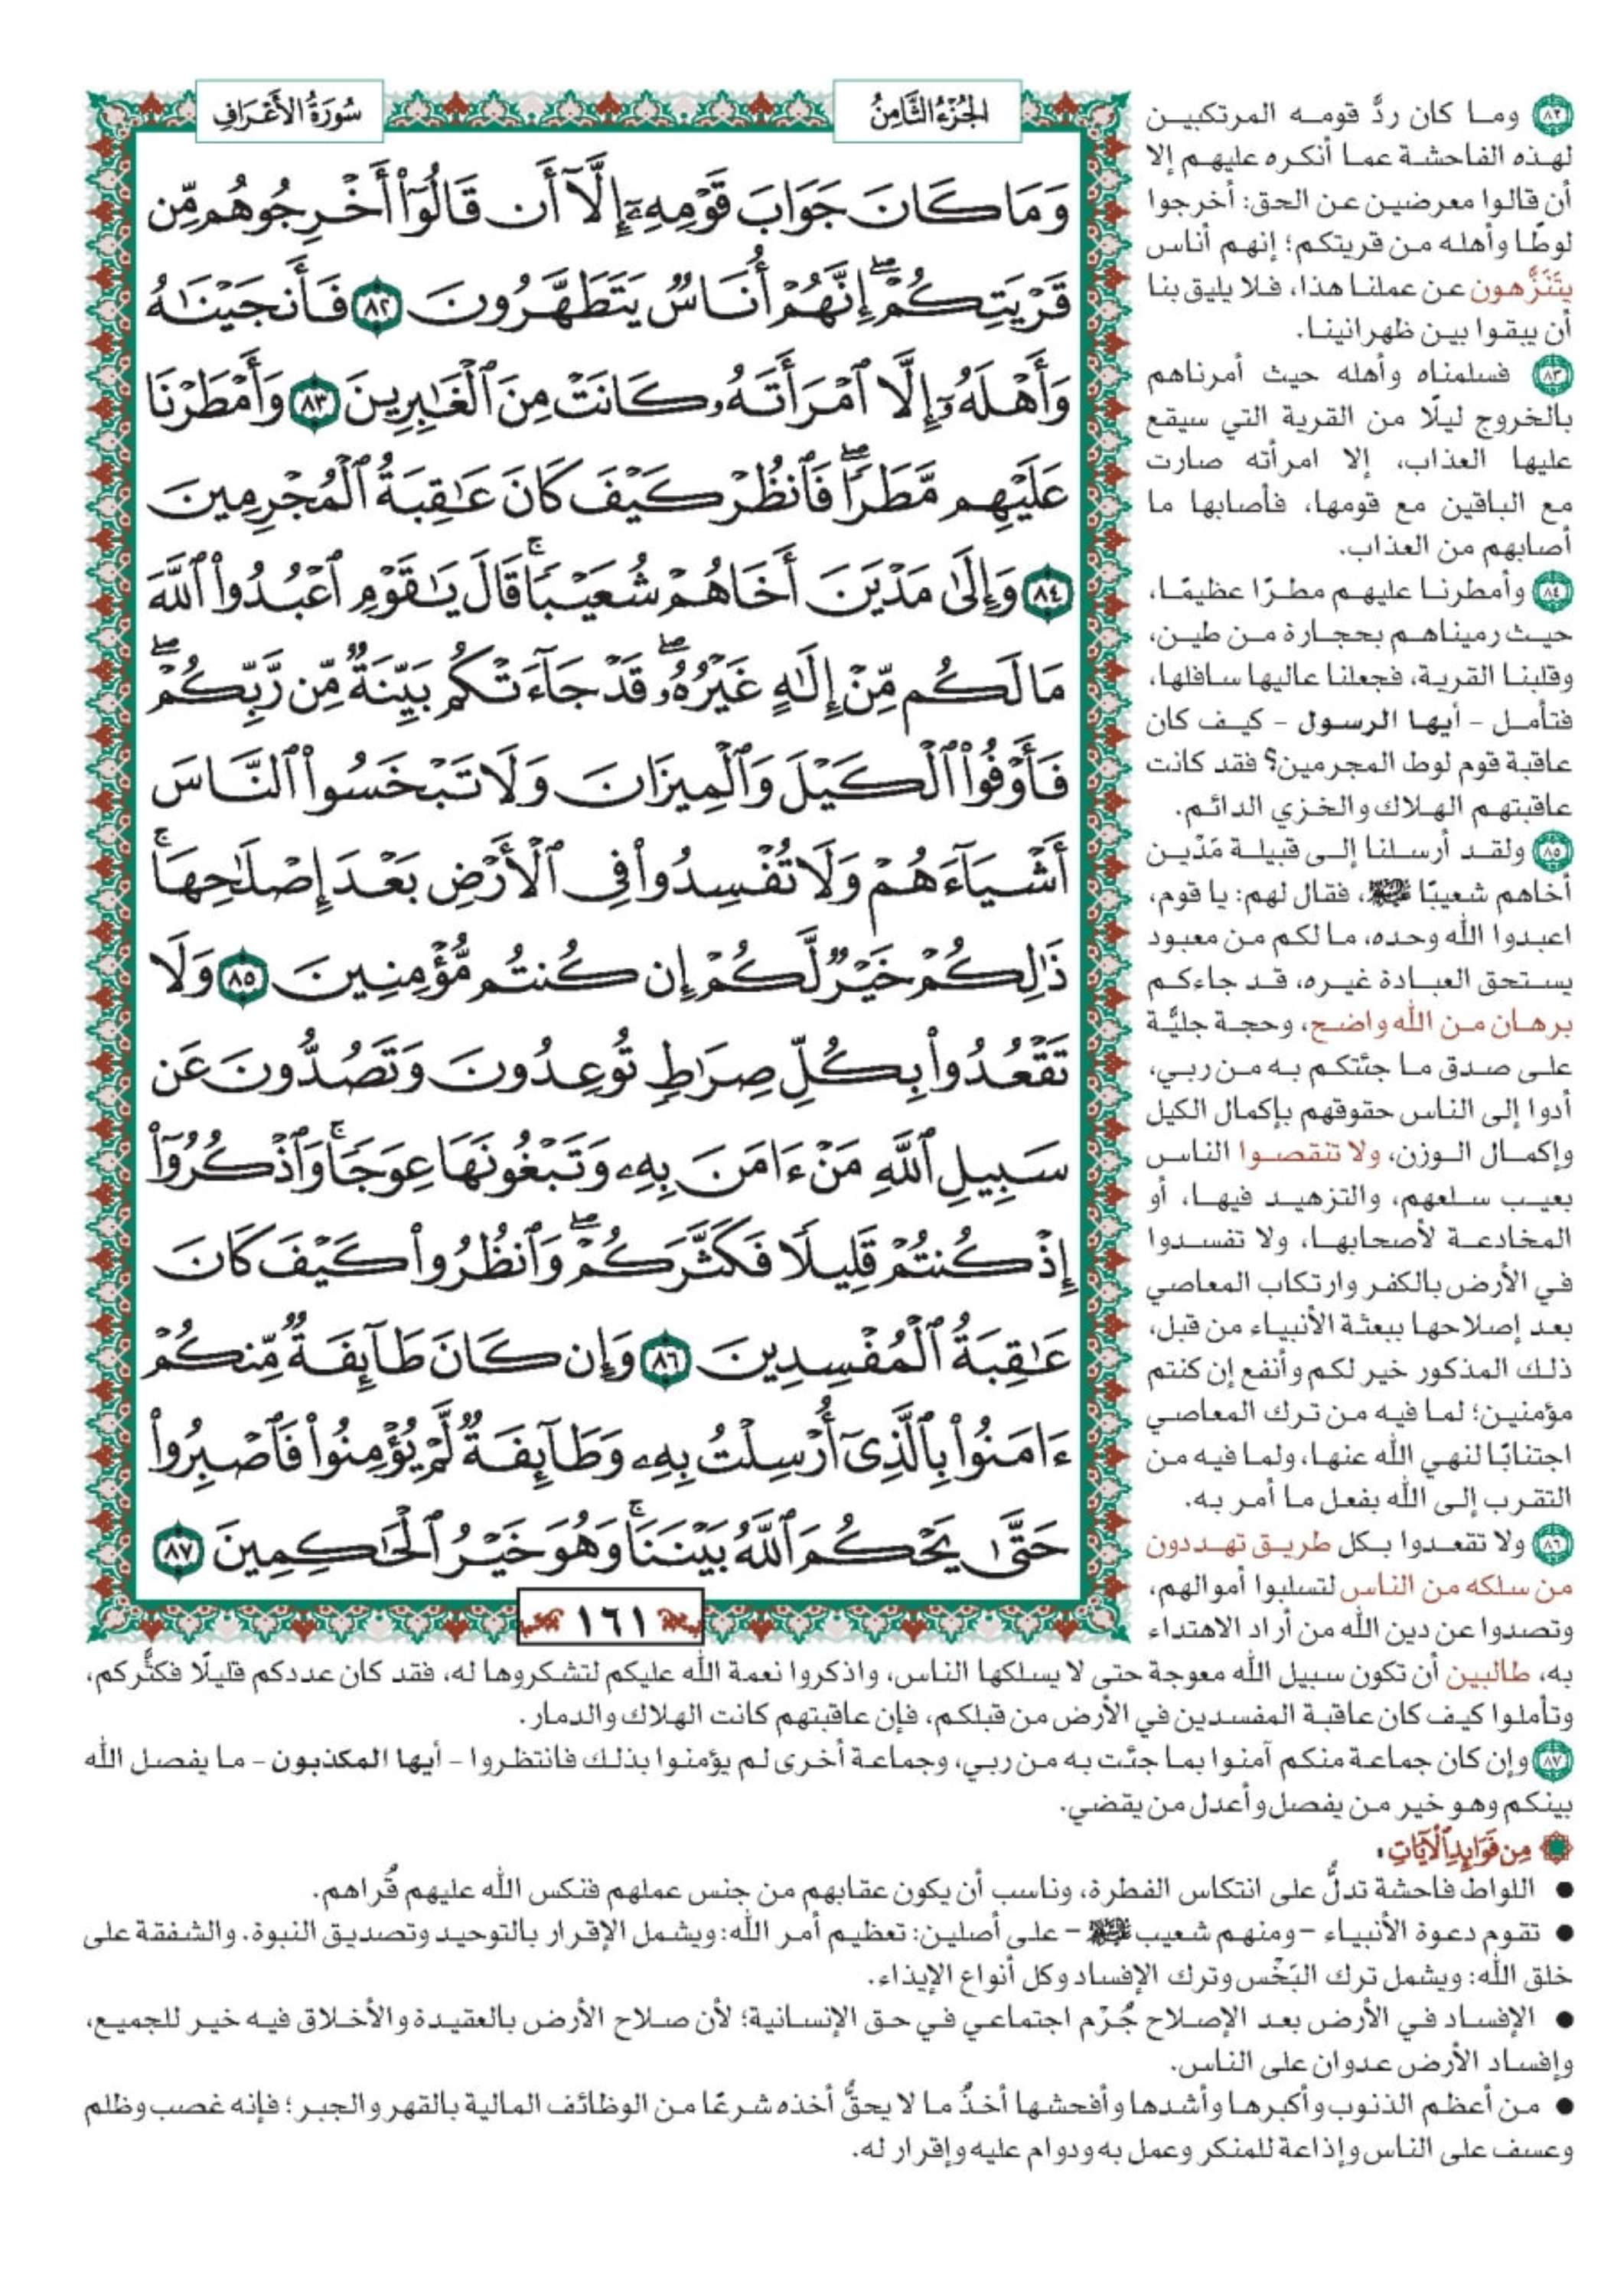 سُورَةُ الأَعۡرَافِ
الجُزۡءُ الثَّامِنُ
وَمَا كَانَ جَوَابَ قَوۡمِهِۦٓ إِلَّآ أَن قَالُوٓاْ أَخۡرِجُوهُم مِّن
قَرۡيَتِكُمۡۖ إِنَّهُمۡ أُنَاسٞ يَتَطَهَّرُونَ ٨٢ فَأَنجَيۡنَٰهُ
وَأَهۡلَهُۥٓ إِلَّا ٱمۡرَأَتَهُۥ كَانَتۡ مِنَ ٱلۡغَٰبِرِينَ ٨٣ وَأَمۡطَرۡنَا
عَلَيۡهِم مَّطَرٗاۖ فَٱنظُرۡ كَيۡفَ كَانَ عَٰقِبَةُ ٱلۡمُجۡرِمِينَ
٨٤ وَإِلَىٰ مَدۡيَنَ أَخَاهُمۡ شُعَيۡبٗاۚ قَالَ يَٰقَوۡمِ ٱعۡبُدُواْ ٱللَّهَ
مَا لَكُم مِّنۡ إِلَٰهٍ غَيۡرُهُۥۖ قَدۡ جَآءَتۡكُم بَيِّنَةٞ مِّن رَّبِّكُمۡۖ
فَأَوۡفُواْ ٱلۡكَيۡلَ وَٱلۡمِيزَانَ وَلَا تَبۡخَسُواْ ٱلنَّاسَ
أَشۡيَآءَهُمۡ وَلَا تُفۡسِدُواْ فِي ٱلۡأَرۡضِ بَعۡدَ إِصۡلَٰحِهَاۚ
ذَٰلِكُمۡ خَيۡرٞ لَّكُمۡ إِن كُنتُم مُّؤۡمِنِينَ ٨٥ وَلَا
تَقۡعُدُواْ بِكُلِّ صِرَٰطٖ تُوعِدُونَ وَتَصُدُّونَ عَن
سَبِيلِ ٱللَّهِ مَنۡ ءَامَنَ بِهِۦ وَتَبۡغُونَهَا عِوَجٗاۚ وَٱذۡكُرُوٓاْ
إِذۡ كُنتُمۡ قَلِيلٗا فَكَثَّرَكُمۡۖ وَٱنظُرُواْ كَيۡفَ كَانَ
عَٰقِبَةُ ٱلۡمُفۡسِدِينَ ٨٦ وَإِن كَانَ طَآئِفَةٞ مِّنكُمۡ
ءَامَنُواْ بِٱلَّذِيٓ أُرۡسِلۡتُ بِهِۦ وَطَآئِفَةٞ لَّمۡ يُؤۡمِنُواْ فَٱصۡبِرُواْ
حَتَّىٰ يَحۡكُمَ ٱللَّهُ بَيۡنَنَاۚ وَهُوَ خَيۡرُ ٱلۡحَٰكِمِينَ ٨٧
١٦١
٨٢ وما كان ردَّ قومه المرتكبين
لهذه الفاحشة عما أنكره عليهم إلا
أن قالوا معرضين عن الحق: أخرجوا
لوطًا وأهله من قريتكم؛ إنهم أناس
يتَنَزَّهون عن عملنا هذا، فلا يليق بنا
أن يبقوا بين ظهرانينا.
٨٣ فسلمناه وأهله حيث أمرناهم
بالخروج ليلًا من القرية التي سيقع
عليها العذاب، إلا امرأته صارت
مع الباقين مع قومها، فأصابها ما
أصابهم من العذاب.
٨٤ وأمطرنا عليهم مطرًا عظيمًا،
حيث رميناهم بحجارة من طين،
وقلبنا القرية، فجعلنا عاليها سافلها،
فتأمل - أيها الرسول - كيف كان
عاقبة قوم لوط المجرمين؟ فقد كانت
عاقبتهم الهلاك والخزي الدائم.
٨٥ ولقد أرسلنا إلى قبيلة مَدْين
أخاهم شعيبًا عليه السلام، فقال لهم: يا قوم،
اعبدوا الله وحده، ما لكم من معبود
يستحق العبادة غيره، قد جاءكم
برهان من الله واضح، وحجة جليَّة
على صدق ما جئتكم به من ربي،
أدوا إلى الناس حقوقهم بإكمال الكيل
وإكمال الوزن، ولا تنقصوا الناس
بعيب سلعهم، والتزهيد فيها، أو
المخادعة لأصحابها، ولا تفسدوا
في الأرض بالكفر وارتكاب المعاصي
بعد إصلاحها ببعثة الأنبياء من قبل،
ذلك المذكور خير لكم وأنفع إن كنتم
مؤمنين؛ لما فيه من ترك المعاصي
اجتنابًا لنهي الله عنها، ولما فيه من
التقرب إلى الله بفعل ما أمر به.
٨٦ ولا تقعدوا بكل طريق تهددون
من سلكه من الناس لتسلبوا أموالهم،
وتصدوا عن دين الله من أراد الاهتداء
به، طالبين أن تكون سبيل الله معوجة حتى لا يسلكها الناس، واذكروا نعمة الله عليكم لتشكروها له، فقد كان عددكم قليلًا فكثَّركم،
وتأملوا كيف كان عاقبة المفسدين في الأرض من قبلكم، فإن عاقبتهم كانت الهلاك والدمار.
٨٧ وإن كان جماعة منكم آمنوا بما جئت به من ربي، وجماعة أخرى لم يؤمنوا بذلك فانتظروا - أيها المكذبون - ما يفصل الله
بينكم وهو خير من يفصل وأعدل من يقضي.
مِن فَوَائِدِ الآيَاتِ:
• اللواط فاحشة تدلُّ على انتكاس الفطرة، وناسب أن يكون عقابهم من جنس عملهم فنكس الله عليهم قُراهم.
• تقوم دعوة الأنبياء -ومنهم شعيب عليه السلام- على أصلين: تعظيم أمر الله: ويشمل الإقرار بالتوحيد وتصديق النبوة. والشفقة على
خلق الله: ويشمل ترك البَخْس وترك الإفساد وكل أنواع الإيذاء.
• الإفساد في الأرض بعد الإصلاح جُرْم اجتماعي في حق الإنسانية؛ لأن صلاح الأرض بالعقيدة والأخلاق فيه خير للجميع،
وإفساد الأرض عدوان على الناس.
• من أعظم الذنوب وأكبرها وأشدها وأفحشها أخذُ ما لا يحقُّ أخذه شرعًا من الوظائف المالية بالقهر والجبر؛ فإنه غصب وظلم
وعسف على الناس وإذاعة للمنكر وعمل به ودوام عليه وإقرار له.